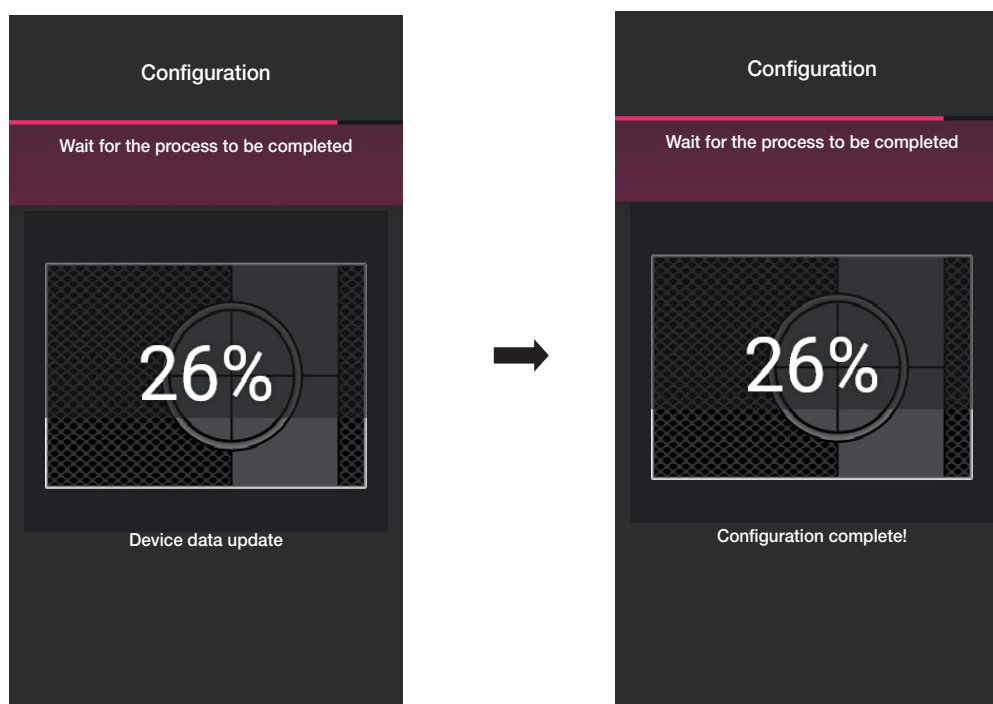 Configuration
Wait for the process to be completed
26%
Device data update
Configuration
Wait for the process to be completed
26%
Configuration complete!